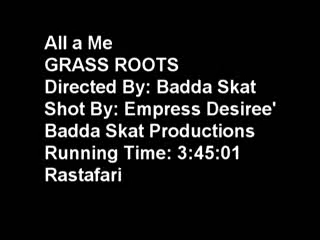 All a Me
GRASS ROOTS
Directed By: Badda Skat
Shot By: Empress Desiree'
Badda Skat Productions
Running Time: 3:45:01
Rastafari